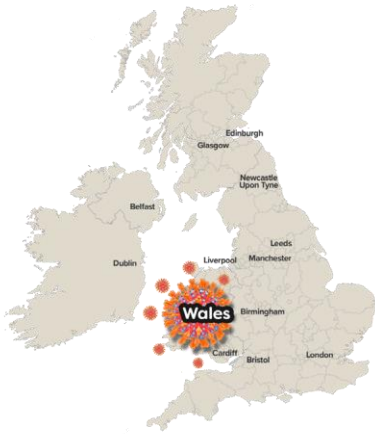 Edinburgh
Glasgow
Newcastle
Upon Tyne
Belfast
Leeds
Liverpool
Manchester
Dublin
Wales
Birmingham
Cardiff
Bristol
London